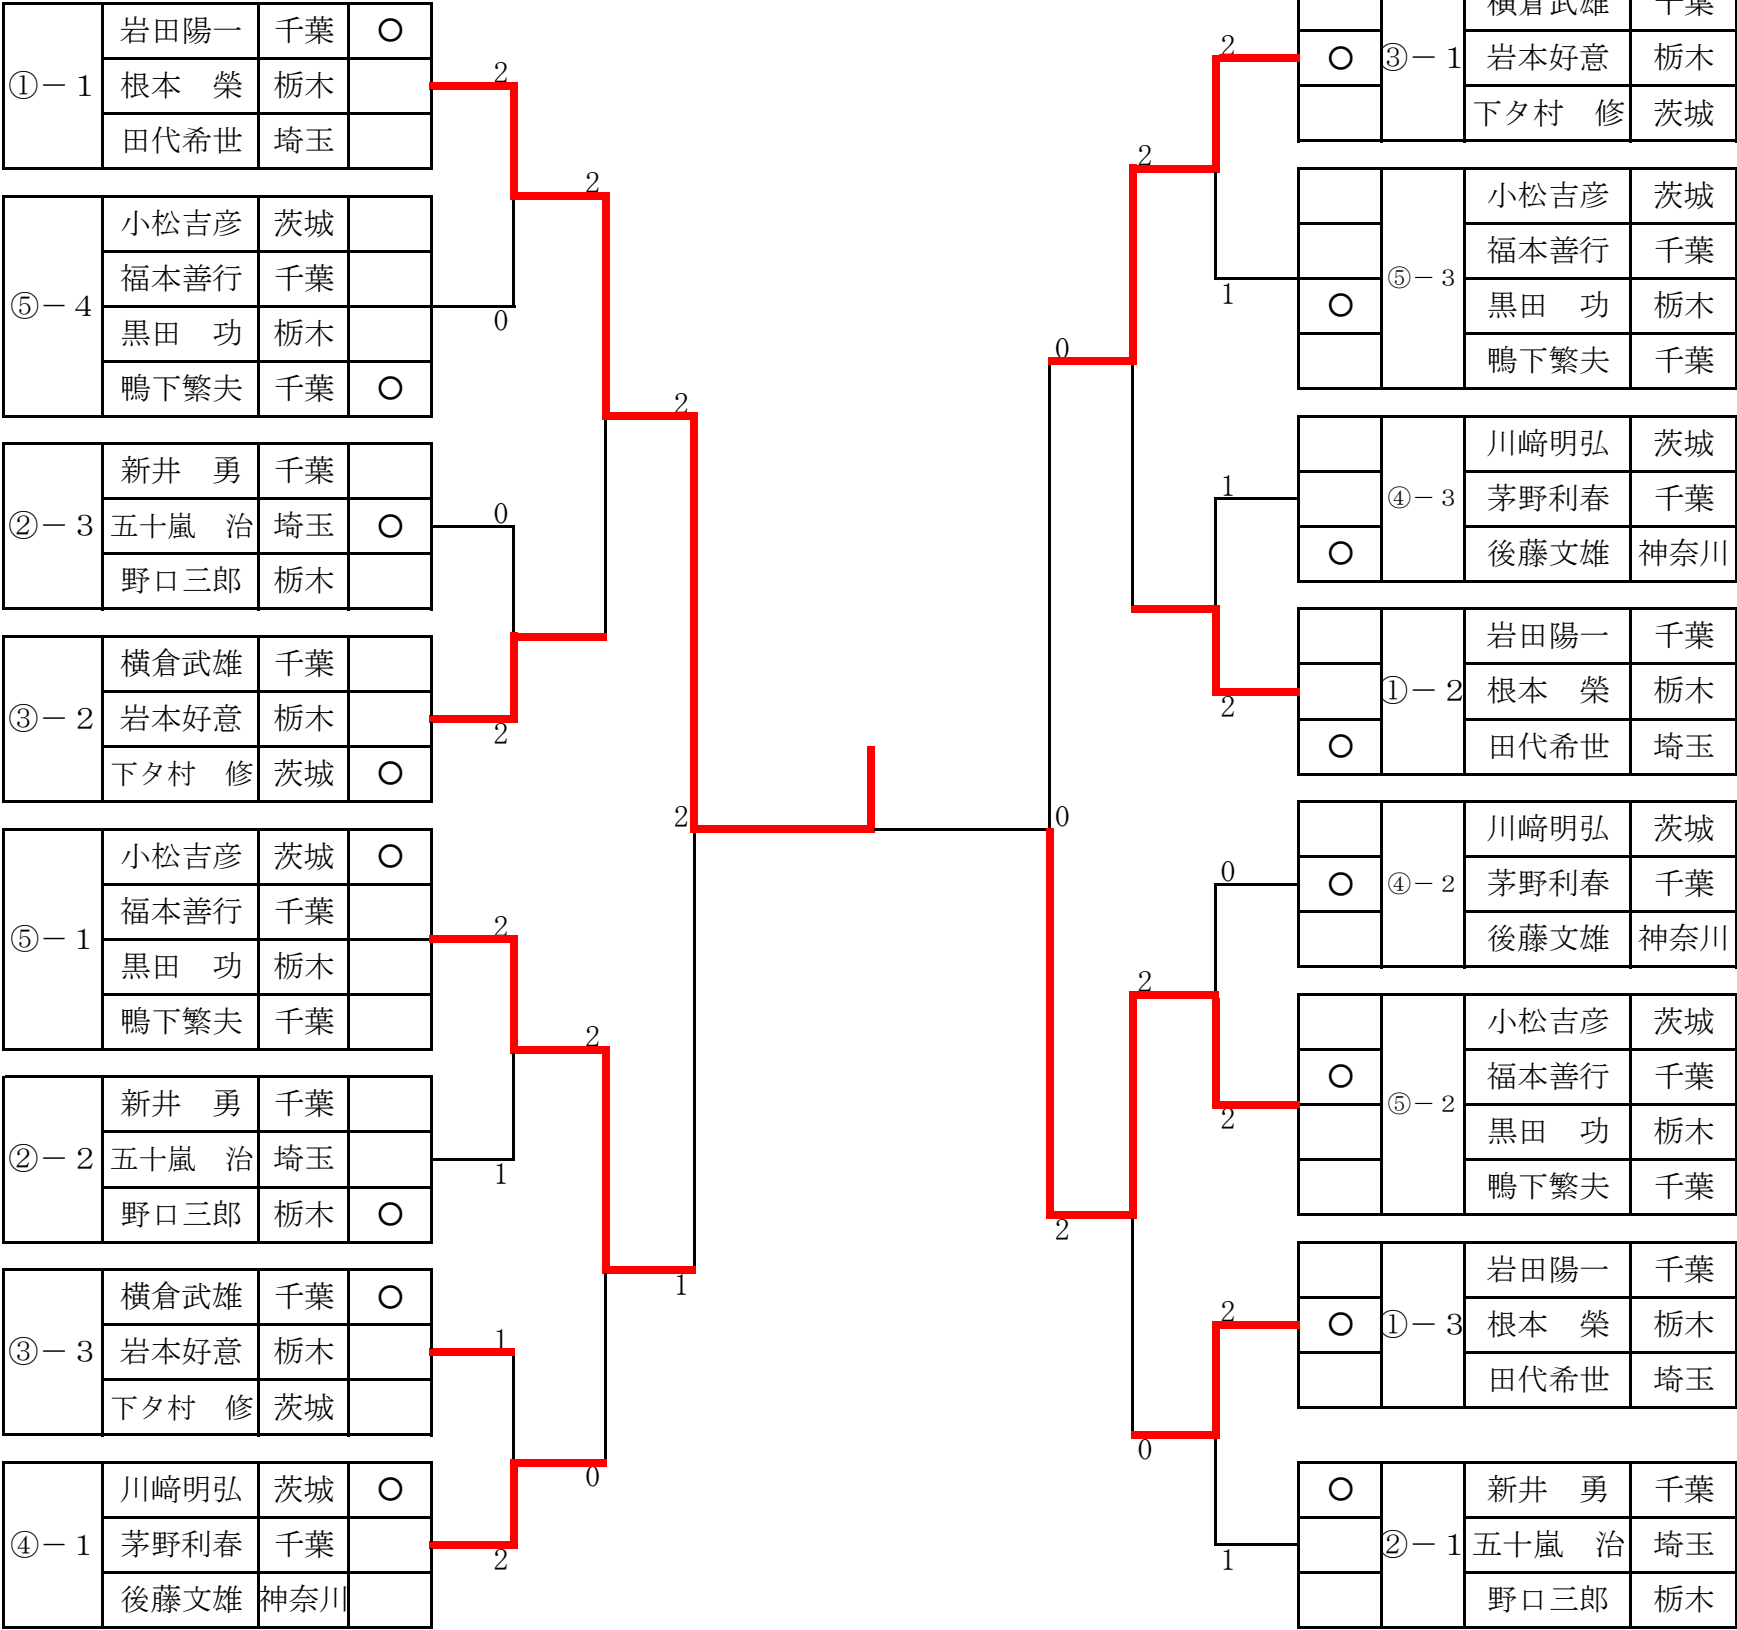 岩田陽一 千葉 ○
①－1 根本　榮 栃木
田代希世 埼玉
小松吉彦 茨城
福本善行 千葉
⑤－4
黒田　功 栃木
鴨下繁夫 千葉 ○
新井　勇 千葉
②－3 五十嵐　治 埼玉 ○
野口三郎 栃木
横倉武雄 千葉
③－2 岩本好意 栃木
下タ村　修 茨城 ○
小松吉彦 茨城 ○
福本善行 千葉
⑤－1
黒田　功 栃木
鴨下繁夫 千葉
新井　勇 千葉
②－2 五十嵐　治 埼玉
野口三郎 栃木 ○
横倉武雄 千葉 ○
③－3 岩本好意 栃木
下タ村　修 茨城
川﨑明弘 茨城 ○
④－1 茅野利春 千葉
後藤文雄 神奈川
2
2
0
2
0
2
2
2
2
1
1
1
0
2
横倉武雄 千葉
○ ③－1 岩本好意 栃木
下タ村　修 茨城
小松吉彦 茨城
福本善行 千葉
⑤－3
○ 黒田　功 栃木
鴨下繁夫 千葉
川﨑明弘 茨城
④－3 茅野利春 千葉
○ 後藤文雄 神奈川
岩田陽一 千葉
①－2 根本　榮 栃木
○ 田代希世 埼玉
川﨑明弘 茨城
○ ④－2 茅野利春 千葉
後藤文雄 神奈川
小松吉彦 茨城
○ 福本善行 千葉
⑤－2
黒田　功 栃木
鴨下繁夫 千葉
岩田陽一 千葉
○ ①－3 根本　榮 栃木
田代希世 埼玉
○ 新井　勇 千葉
②－1 五十嵐　治 埼玉
野口三郎 栃木
2
2
1
0
1
2
0
0
2
2
2
2
0
1